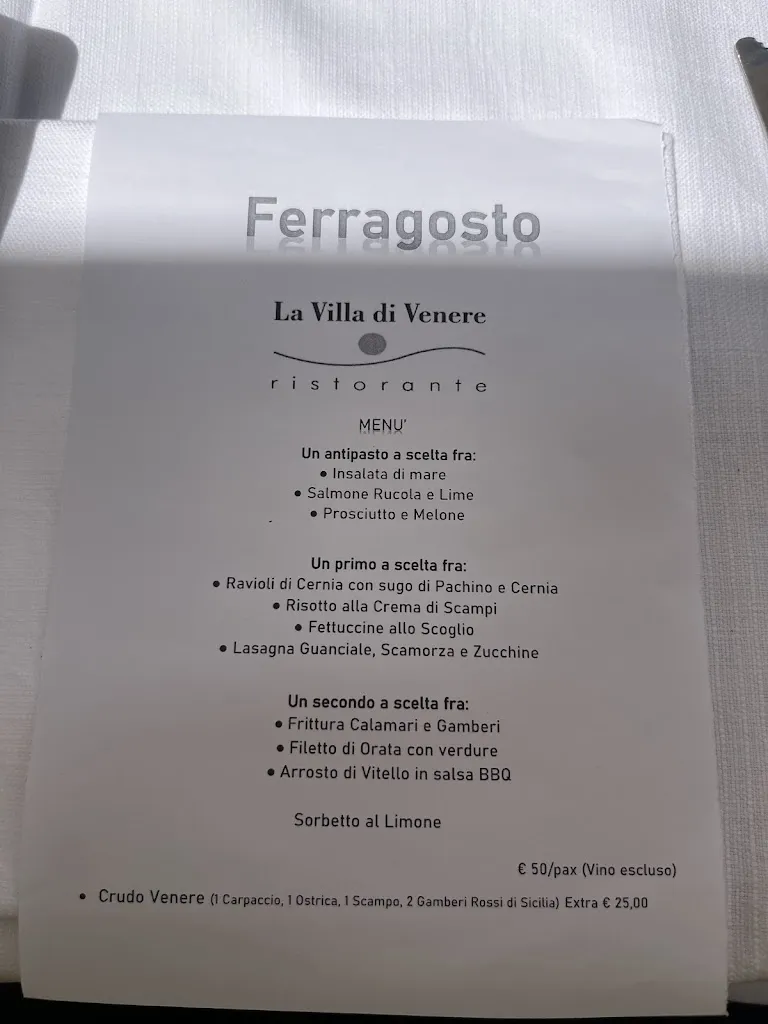 Ferragosto
La Villa di Venere
ristorante
MENU'
Un antipasto a scelta fra:
• Insalata di mare
• Salmone Rucola e Lime
• Prosciutto e Melone
Un primo a scelta fra:
• Ravioli di Cernia con sugo di Pachino e Cernia
• Risotto alla Crema di Scampi
• Fettuccine allo Scoglio
• Lasagna Guanciale, Scamorza e Zucchine
Un secondo a scelta fra:
• Frittura Calamari e Gamberi
• Filetto di Orata con verdure
• Arrosto di Vitello in salsa BBQ
Sorbetto al Limone
€ 50/pax (Vino escluso)
• Crudo Venere (1 Carpaccio, 1 Ostrica, 1 Scampo, 2 Gamberi Rossi di Sicilia) Extra € 25,00